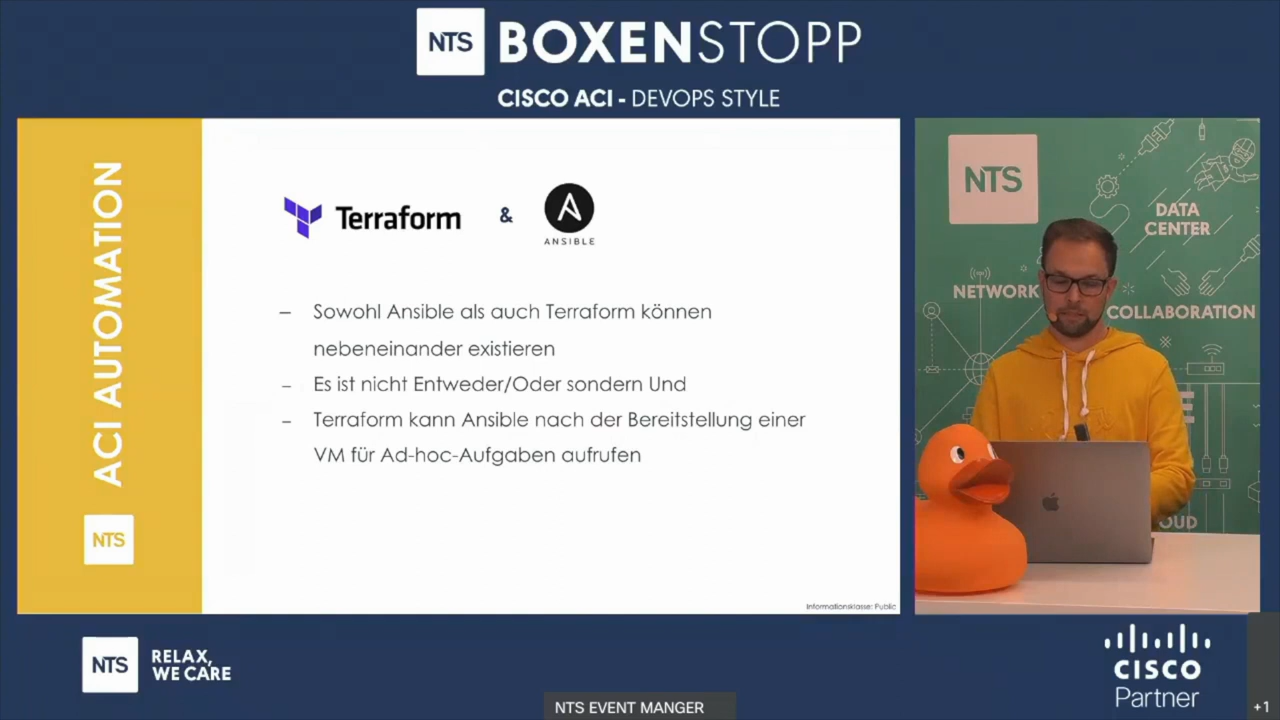 NTS BOXENSTOPP
CISCO ACI - DEVOPS STYLE
ACI AUTOMATION
NTS
Terraform & ANSIBLE
– Sowohl Ansible als auch Terraform können
nebeneinander existieren
– Es ist nicht Entweder/Oder sondern Und
– Terraform kann Ansible nach der Bereitstellung einer
VM für Ad-hoc-Aufgaben aufrufen
Informationsklasse: Public
NTS
DATA
CENTER
NETWORK
COLLABORATION
NTS RELAX,
WE CARE
CISCO
Partner
NTS EVENT MANGER
+1